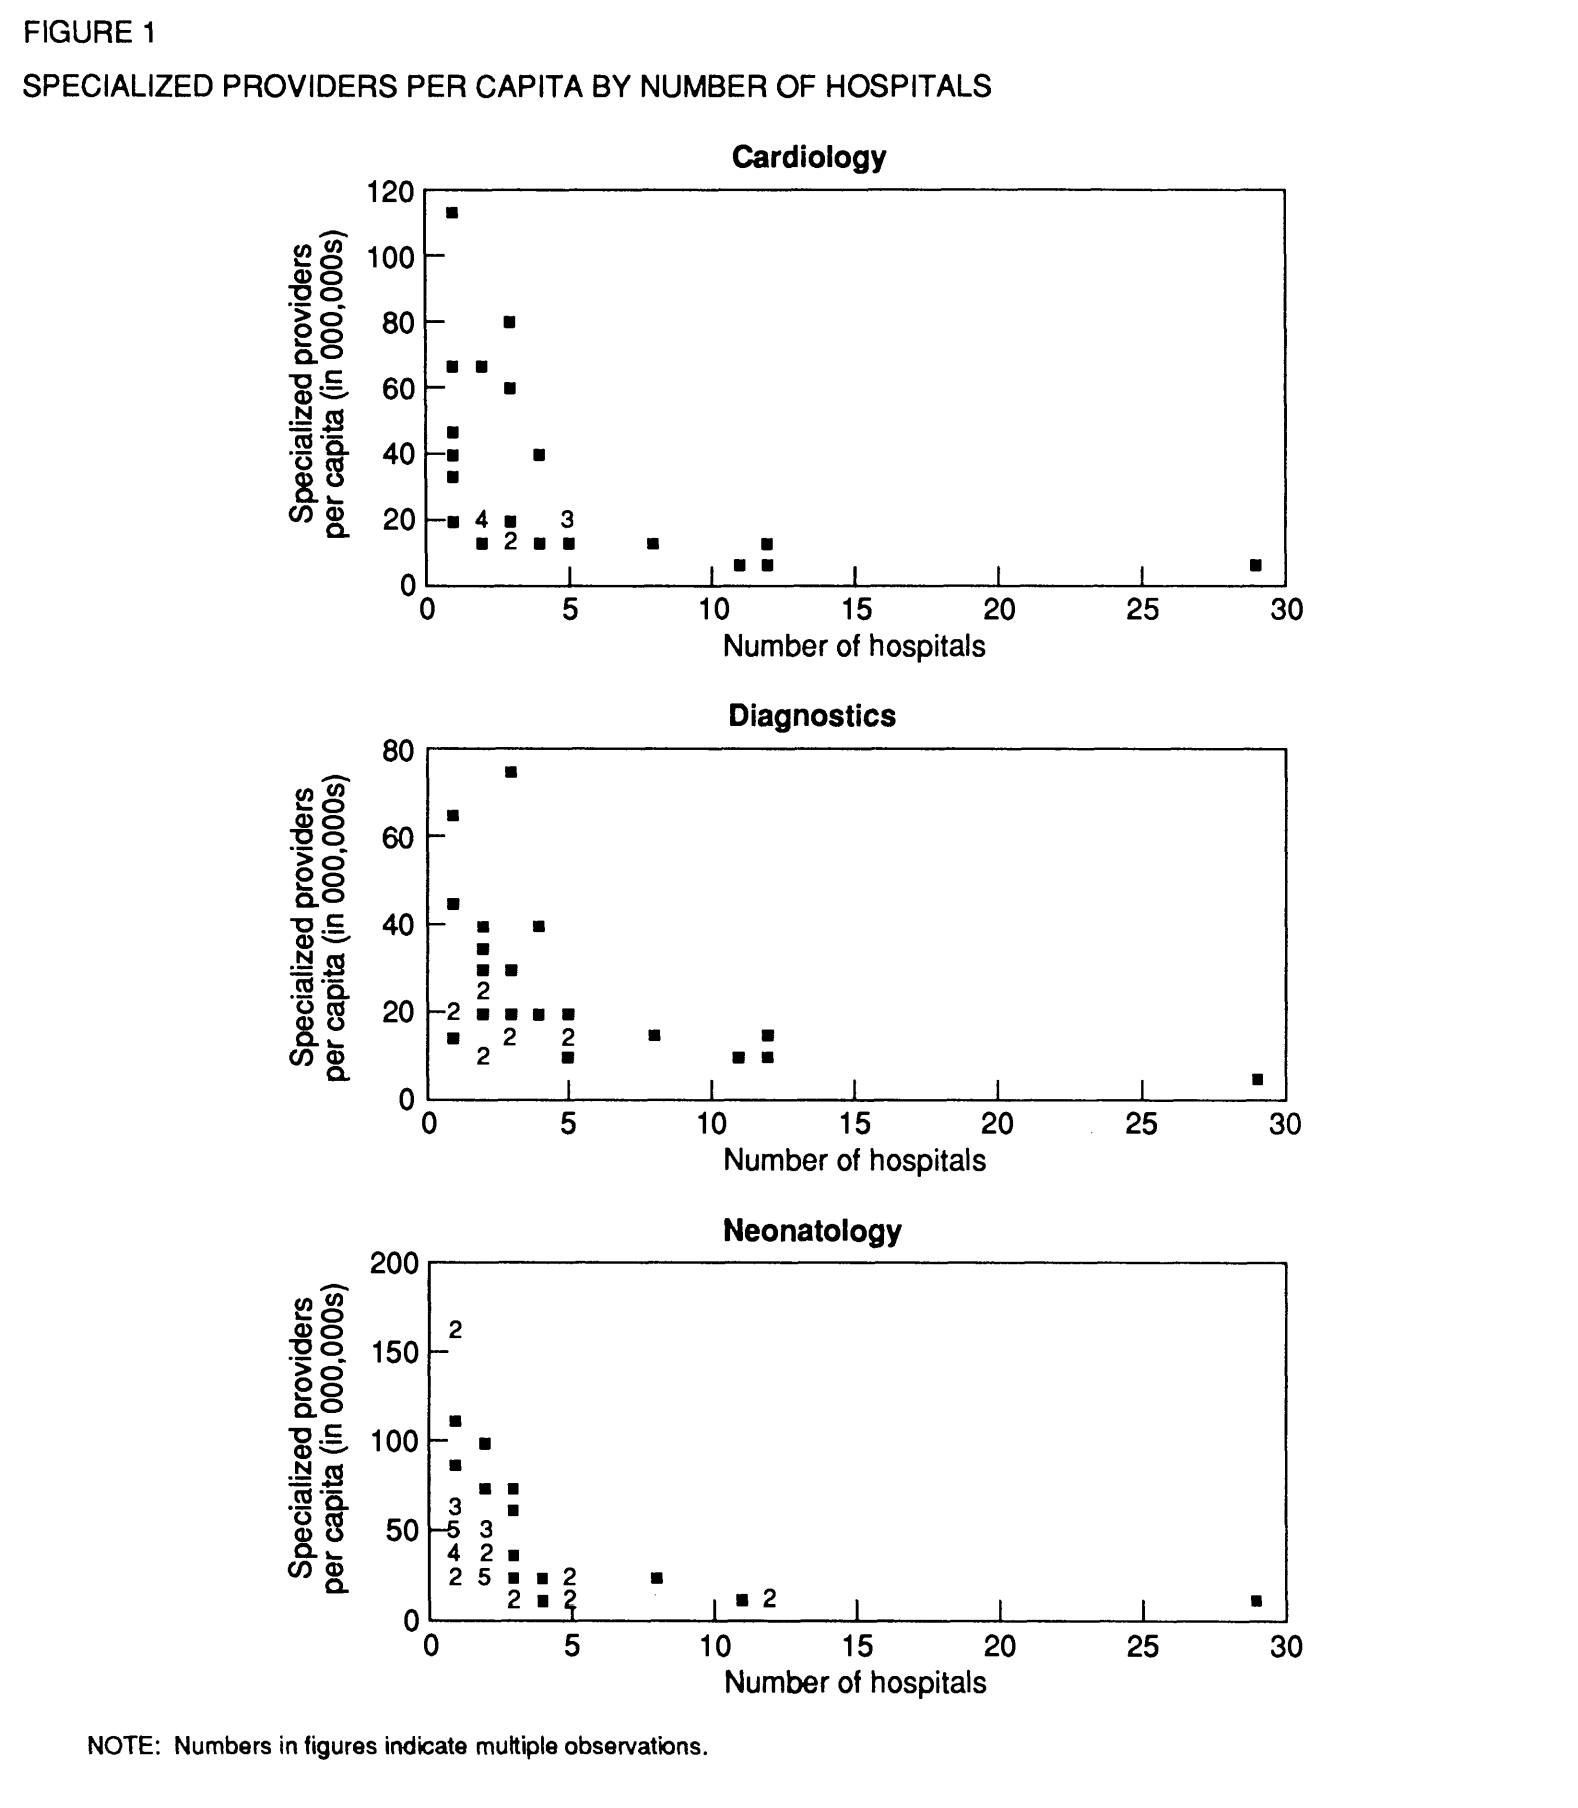 FIGURE 1
SPECIALIZED PROVIDERS PER CAPITA BY NUMBER OF HOSPITALS
Cardiology
Specialized providers
per capita (in 000,000s)
120
100
80
60
40
20
0
4
3
2
0 5 10 15 20 25 30
Number of hospitals
Diagnostics
Specialized providers
per capita (in 000,000s)
80
60
40
20
0
2
2
2 2
2
0 5 10 15 20 25 30
Number of hospitals
Neonatology
Specialized providers
per capita (in 000,000s)
200
150
100
50
0
2
3
5 3
4 2
2 5 2
2 2 2
0 5 10 15 20 25 30
Number of hospitals
NOTE: Numbers in figures indicate multiple observations.